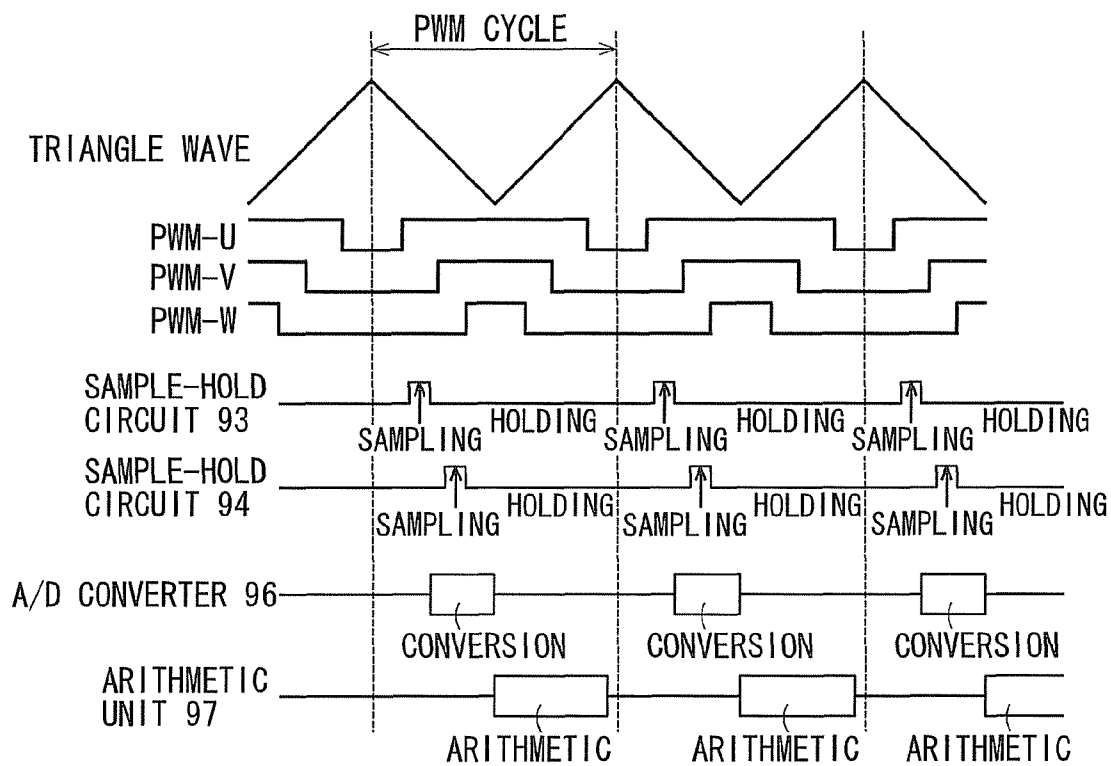 PWM CYCLE
TRIANGLE WAVE
PWM-U
PWM-V
PWM-W
SAMPLE-HOLD
CIRCUIT 93
HOLDING HOLDING HOLDING
SAMPLING SAMPLING SAMPLING
SAMPLE-HOLD
CIRCUIT 94
HOLDING HOLDING HOLDING
SAMPLING SAMPLING SAMPLING
A/D CONVERTER 96
CONVERSION CONVERSION CONVERSION
ARITHMETIC
UNIT 97
ARITHMETIC ARITHMETIC ARITHMETIC